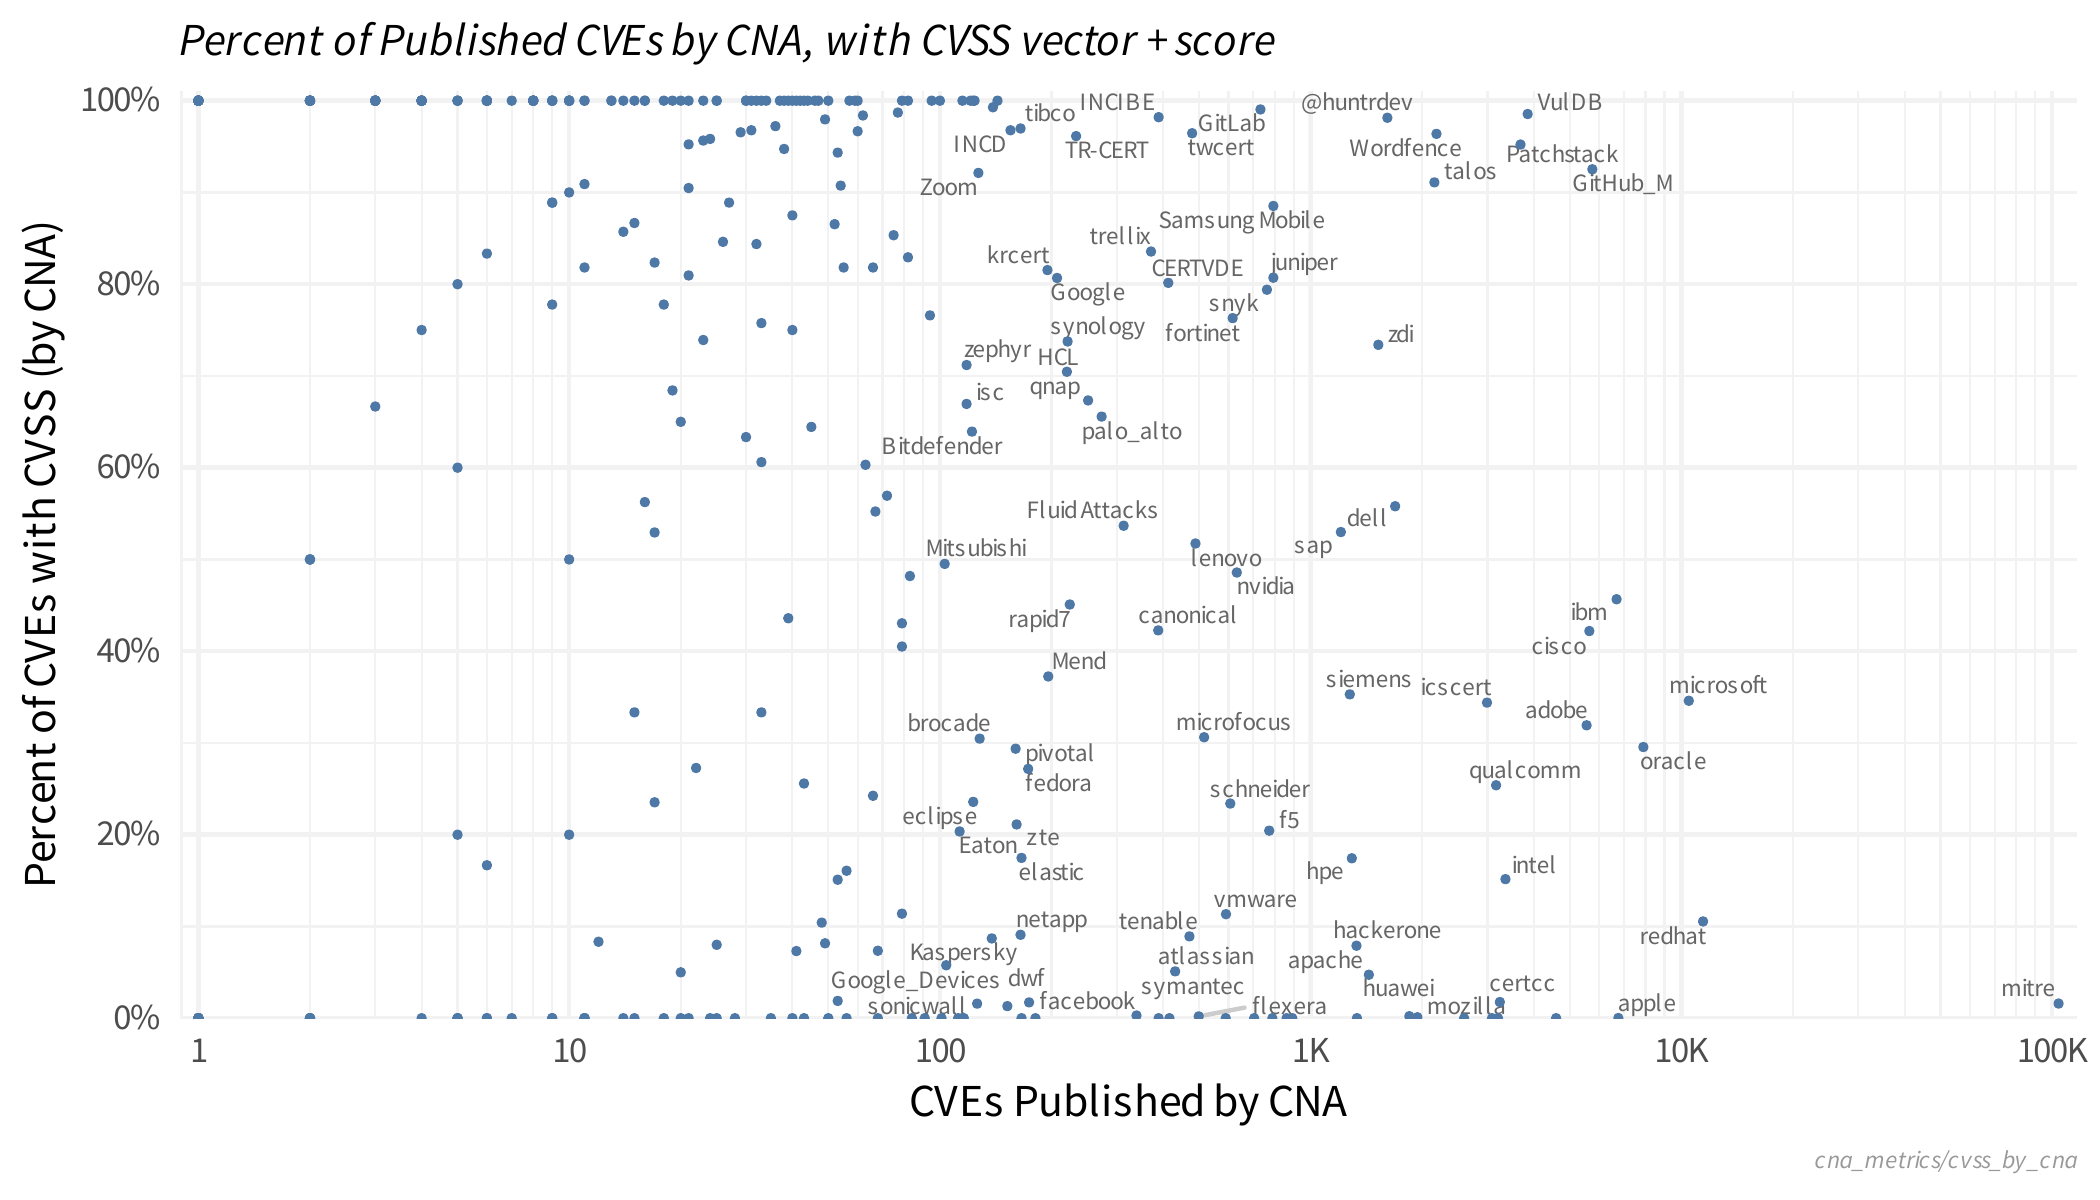 Percent of Published CVEs by CNA, with CVSS vector + score
Percent of CVEs with CVSS (by CNA)
100%
80%
60%
40%
20%
0%
tibco
INCIBE
GitLab
@huntrdev
VulDB
INCD
TR-CERT
twcert
Wordfence
Patchstack
Zoom
talos
GitHub_M
Samsung Mobile
trellix
krcert
CERTVDE
juniper
Google
snyk
synology
fortinet
zdi
zephyr
HCL
isc
qnap
palo_alto
Bitdefender
Fluid Attacks
dell
sap
Mitsubishi
lenovo
nvidia
rapid7
canonical
ibm
cisco
Mend
siemens
icscert
microsoft
adobe
brocade
microfocus
pivotal
oracle
fedora
qualcomm
schneider
eclipse
f5
Eaton
zte
elastic
hpe
intel
vmware
netapp
tenable
hackerone
redhat
Kaspersky
atlassian
apache
Google_Devices
dwf
symantec
huawei
certcc
mitre
sonicwall
facebook
flexera
mozilla
apple
1
10
100
1K
10K
100K
CVEs Published by CNA
cna_metrics/cvss_by_cna